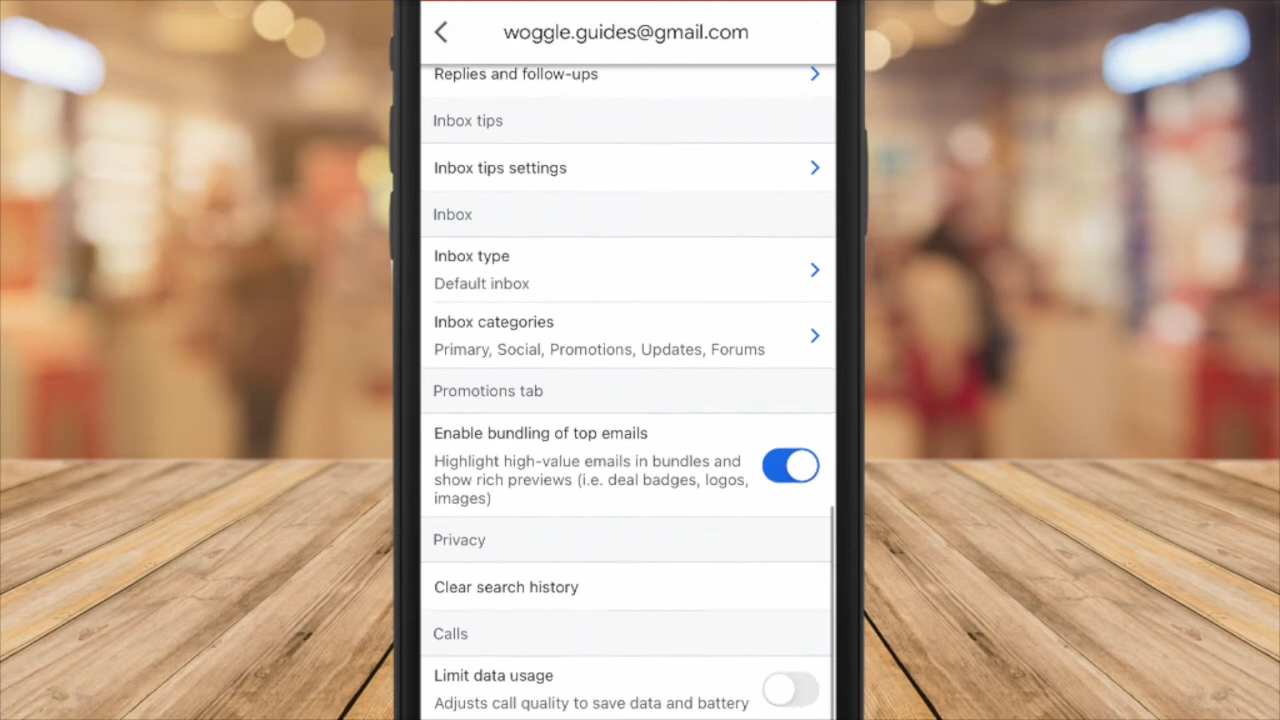 woggle.guides@gmail.com
Replies and follow-ups
Inbox tips
Inbox tips settings
Inbox
Inbox type
Default inbox
Inbox categories
Primary, Social, Promotions, Updates, Forums
Promotions tab
Enable bundling of top emails
Highlight high-value emails in bundles and
show rich previews (i.e. deal badges, logos,
images)
Privacy
Clear search history
Calls
Limit data usage
Adjusts call quality to save data and battery